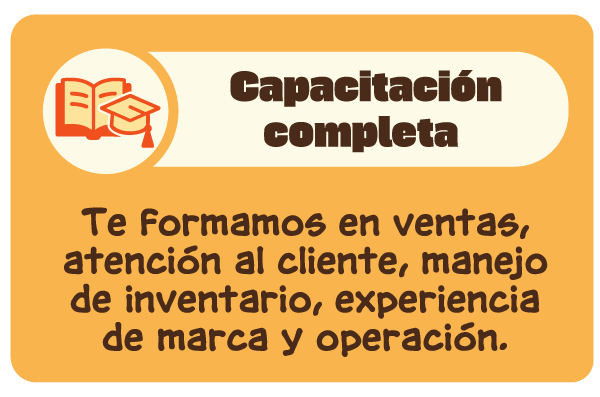 Capacitación
completa
Te formamos en ventas,
atención al cliente, manejo
de inventario, experiencia
de marca y operación.